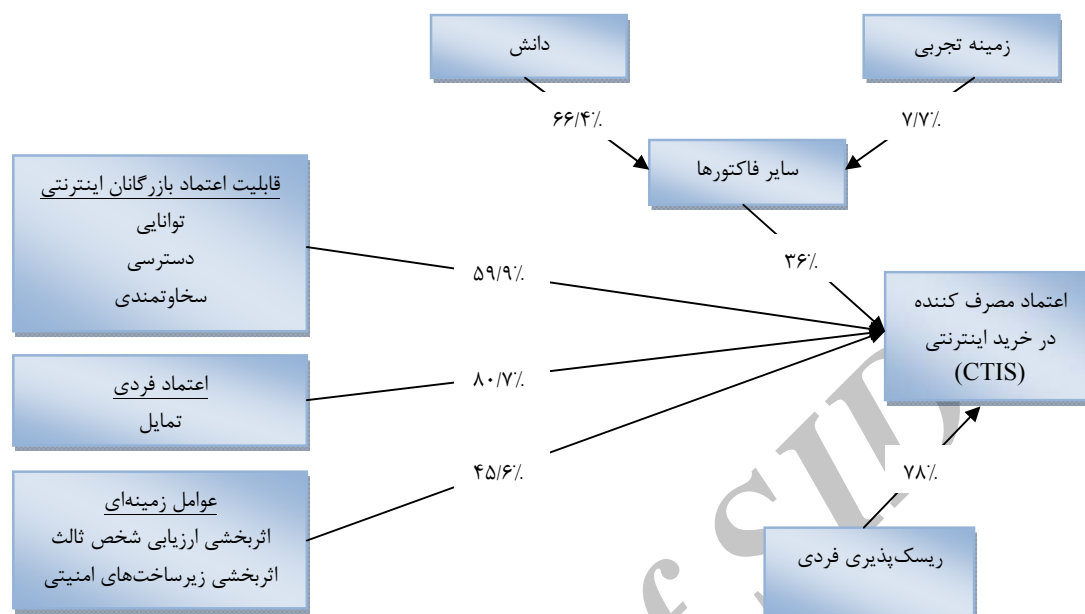 دانش
زمینه تجربی
۶۶/۴٪
۷/۷٪
سایر فاکتورها
قابلیت اعتماد بازرگانان اینترنتی
توانایی
دسترسی
سخاوتمندی
۵۹/۹٪
۳۶٪
اعتماد مصرف کننده
در خرید اینترنتی
(CTIS)
اعتماد فردی
تمایل
۸۰/۷٪
عوامل زمینه‌ای
اثربخشی ارزیابی شخص ثالث
اثربخشی زیرساخت‌های امنیتی
۴۵/۶٪
۷۸٪
ریسک‌پذیری فردی
of SID